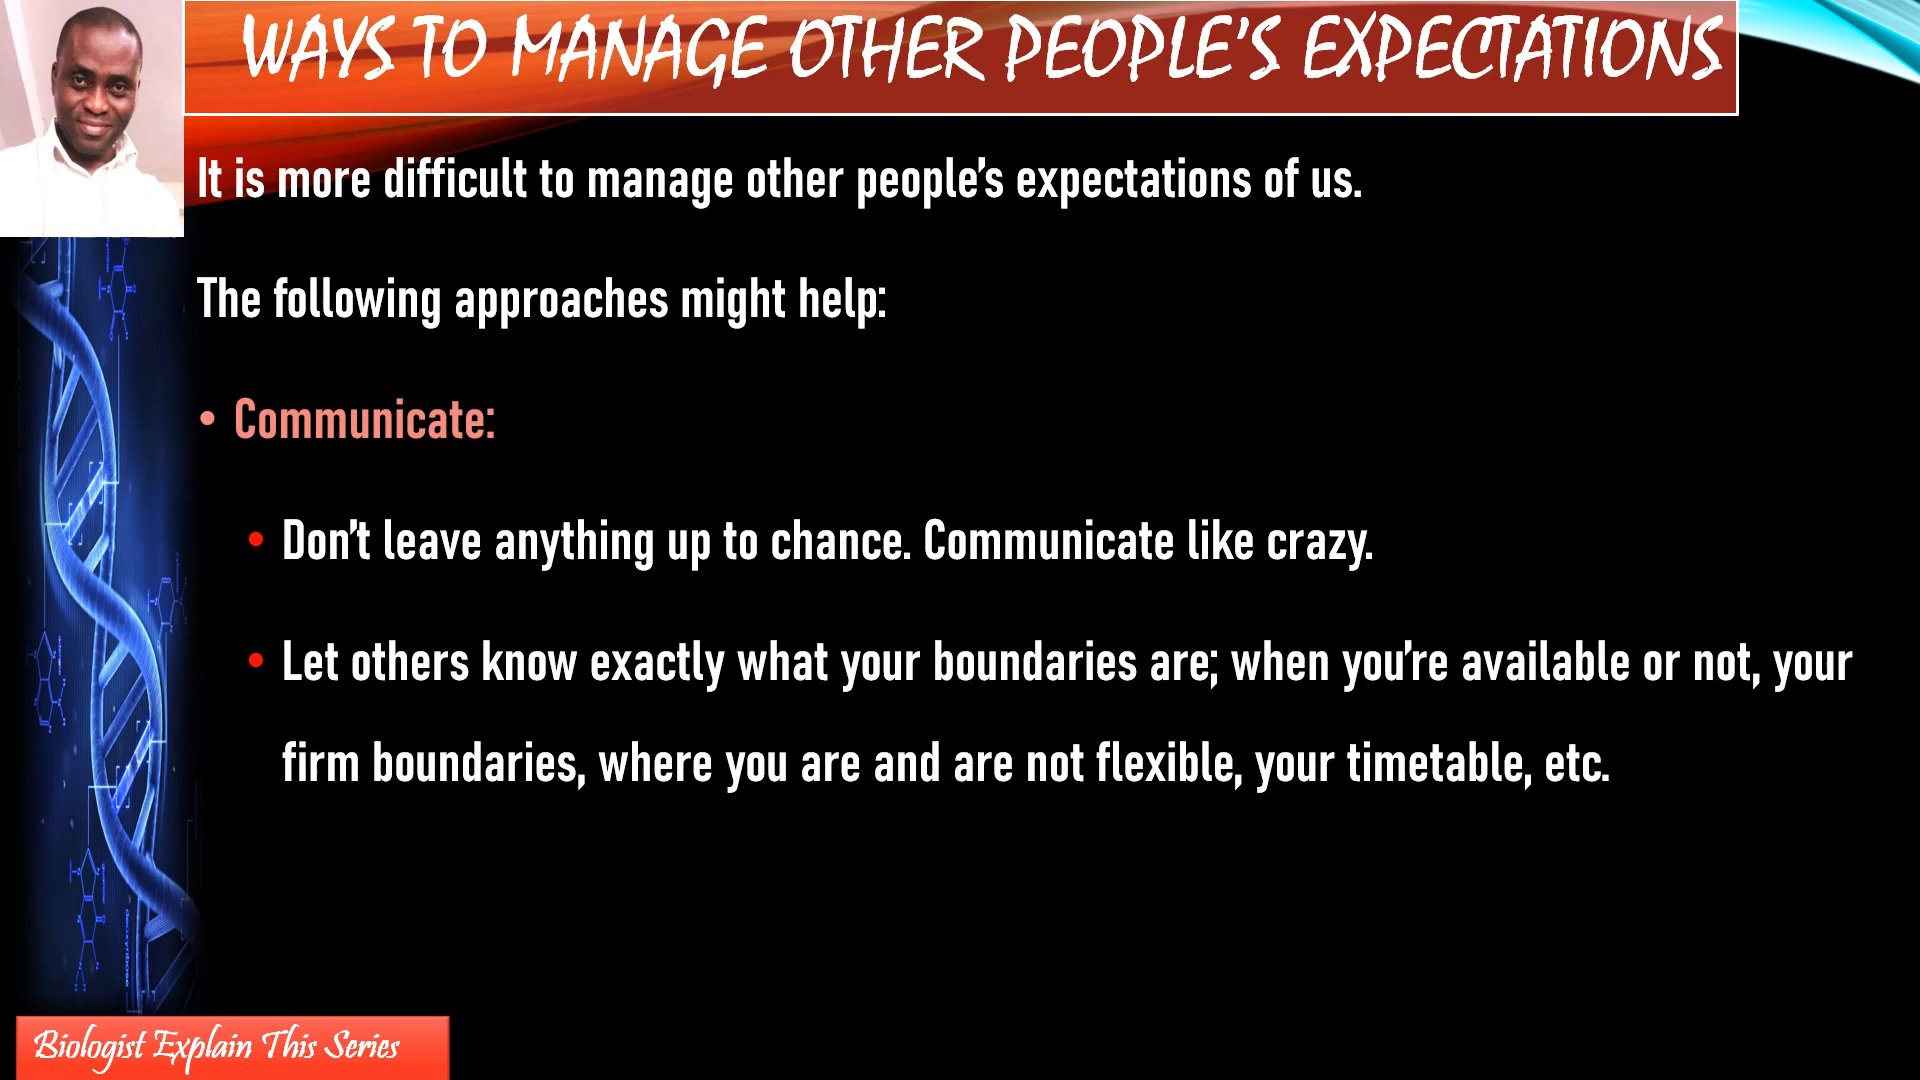 WAYS TO MANAGE OTHER PEOPLE'S EXPECTATIONS
It is more difficult to manage other people's expectations of us.
The following approaches might help:
• Communicate:
• Don't leave anything up to chance. Communicate like crazy.
• Let others know exactly what your boundaries are; when you're available or not, your
firm boundaries, where you are and are not flexible, your timetable, etc.
Biologist Explain This Series